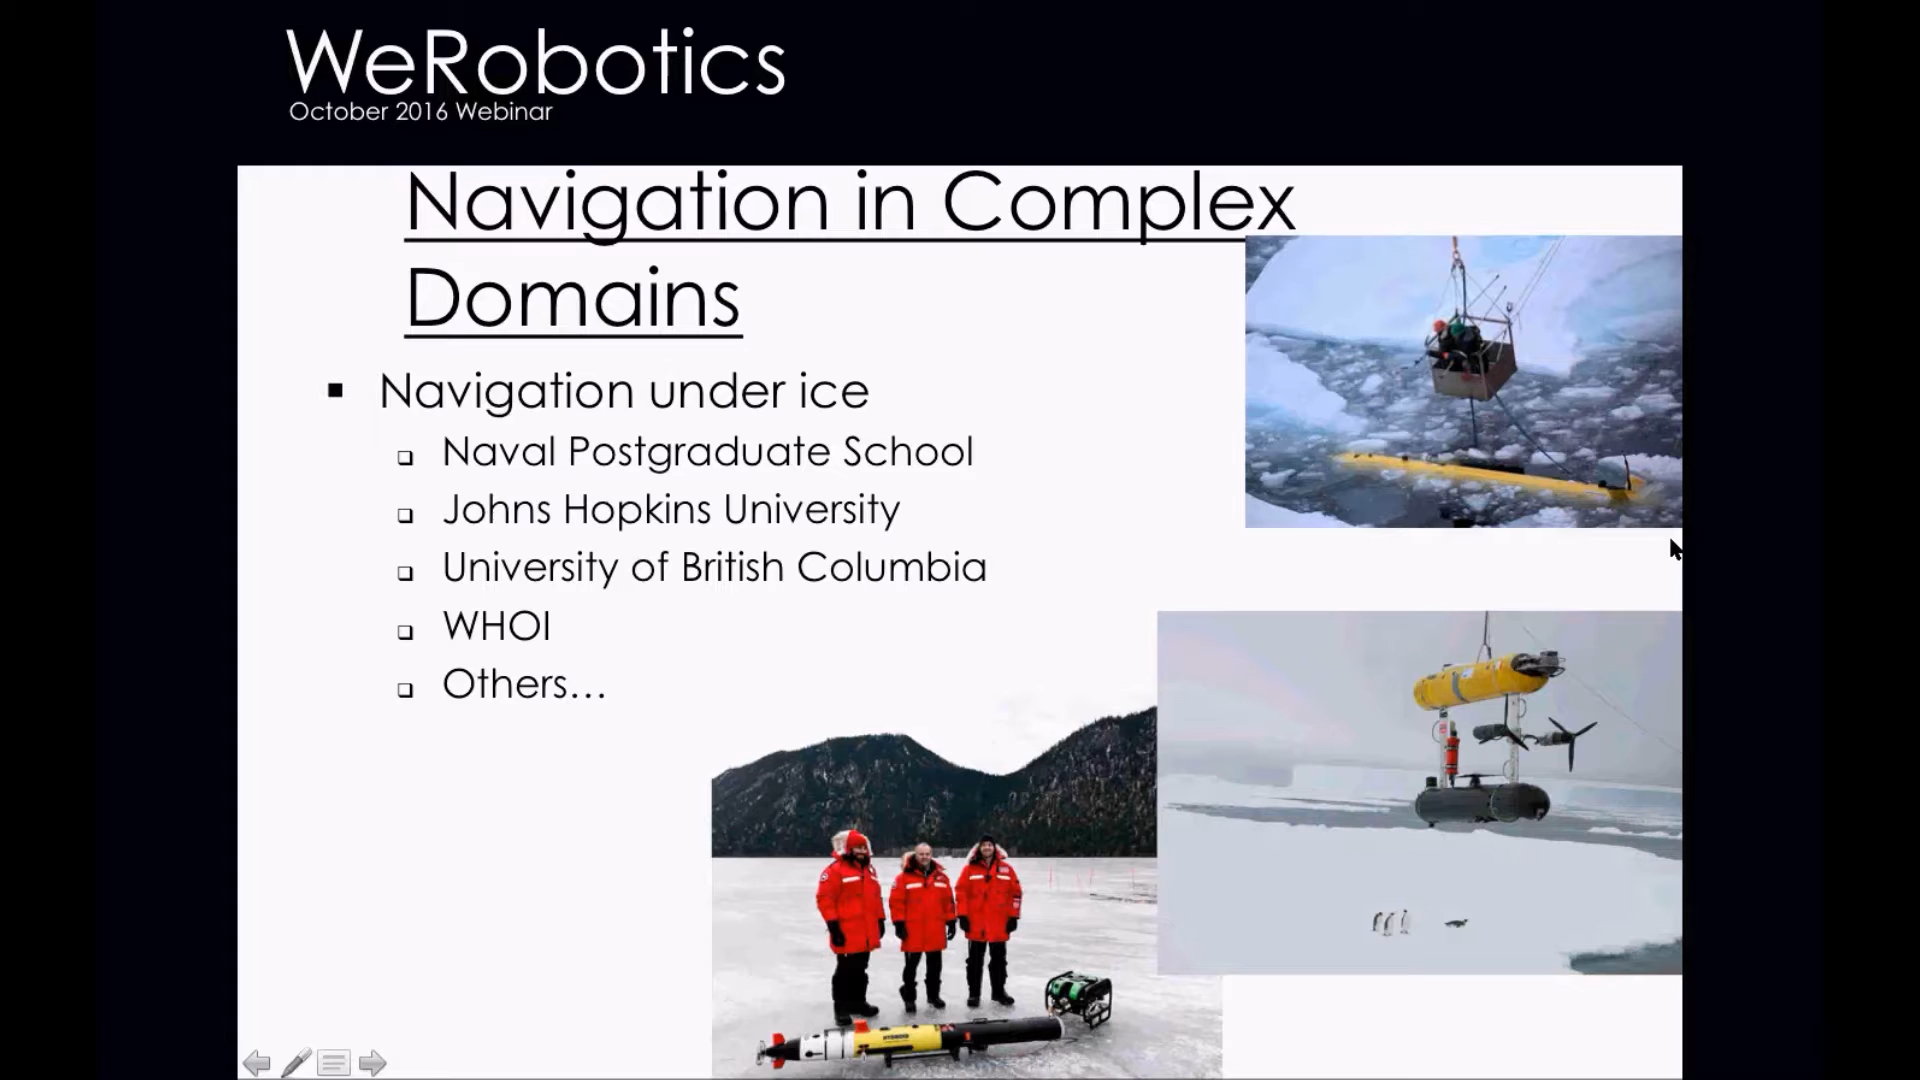 WeRobotics
October 2016 Webinar
Navigation in Complex
Domains
Navigation under ice
Naval Postgraduate School
Johns Hopkins University
University of British Columbia
WHOI
Others…
HYDROID